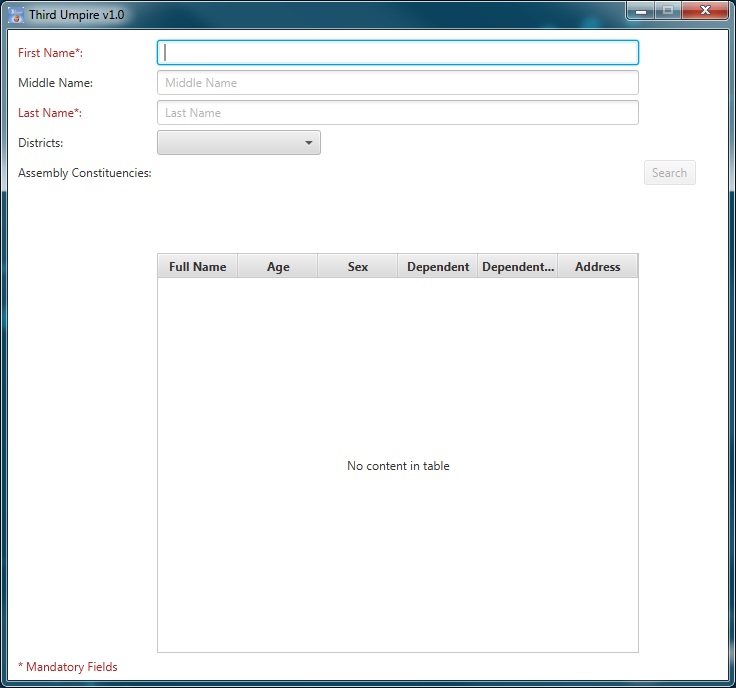 Third Umpire v1.0
First Name*:
Middle Name: Middle Name
Last Name*: Last Name
Districts:
Assembly Constituencies: Search
Full Name Age Sex Dependent Dependent... Address
No content in table
* Mandatory Fields